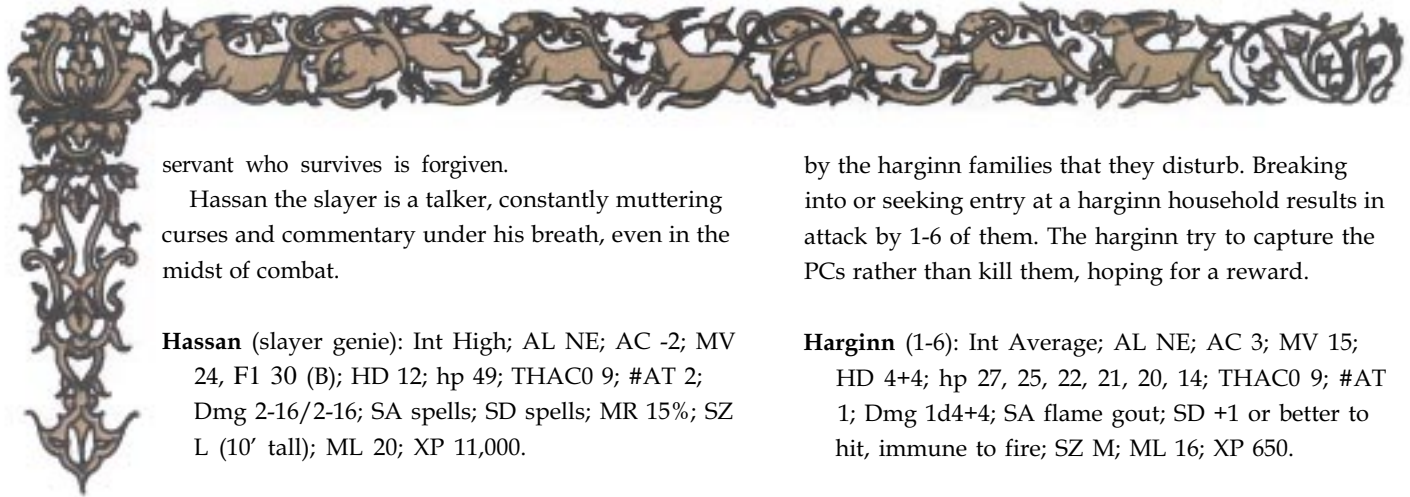 servant who survives is forgiven.
Hassan the slayer is a talker, constantly muttering
curses and commentary under his breath, even in the
midst of combat.
Hassan (slayer genie): Int High; AL NE; AC -2; MV
24, F1 30 (B); HD 12; hp 49; THAC0 9; #AT 2;
Dmg 2-16/2-16; SA spells; SD spells; MR 15%; SZ
L (10′ tall); ML 20; XP 11,000.
by the harginn families that they disturb. Breaking
into or seeking entry at a harginn household results in
attack by 1-6 of them. The harginn try to capture the
PCs rather than kill them, hoping for a reward.
Harginn (1-6): Int Average; AL NE; AC 3; MV 15;
HD 4+4; hp 27, 25, 22, 21, 20, 14; THAC0 9; #AT
1; Dmg 1d4+4; SA flame gout; SD +1 or better to
hit, immune to fire; SZ M; ML 16; XP 650.